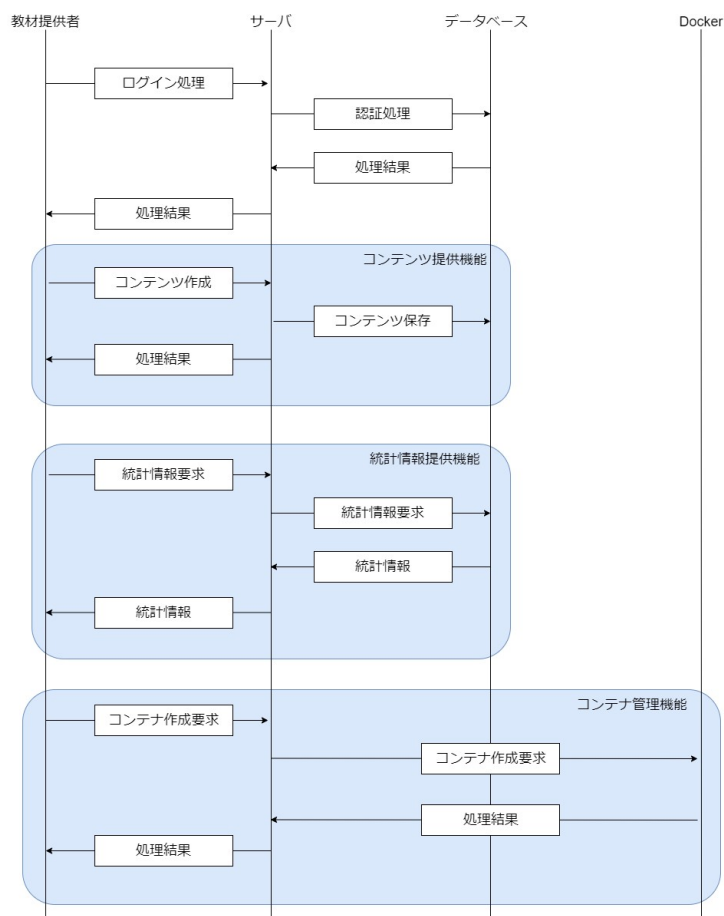 教材提供者
サーバ
データベース
Docker
ログイン処理
認証処理
処理結果
処理結果
コンテンツ提供機能
コンテンツ作成
コンテンツ保存
処理結果
統計情報提供機能
統計情報要求
統計情報要求
統計情報
統計情報
コンテナ管理機能
コンテナ作成要求
コンテナ作成要求
処理結果
処理結果